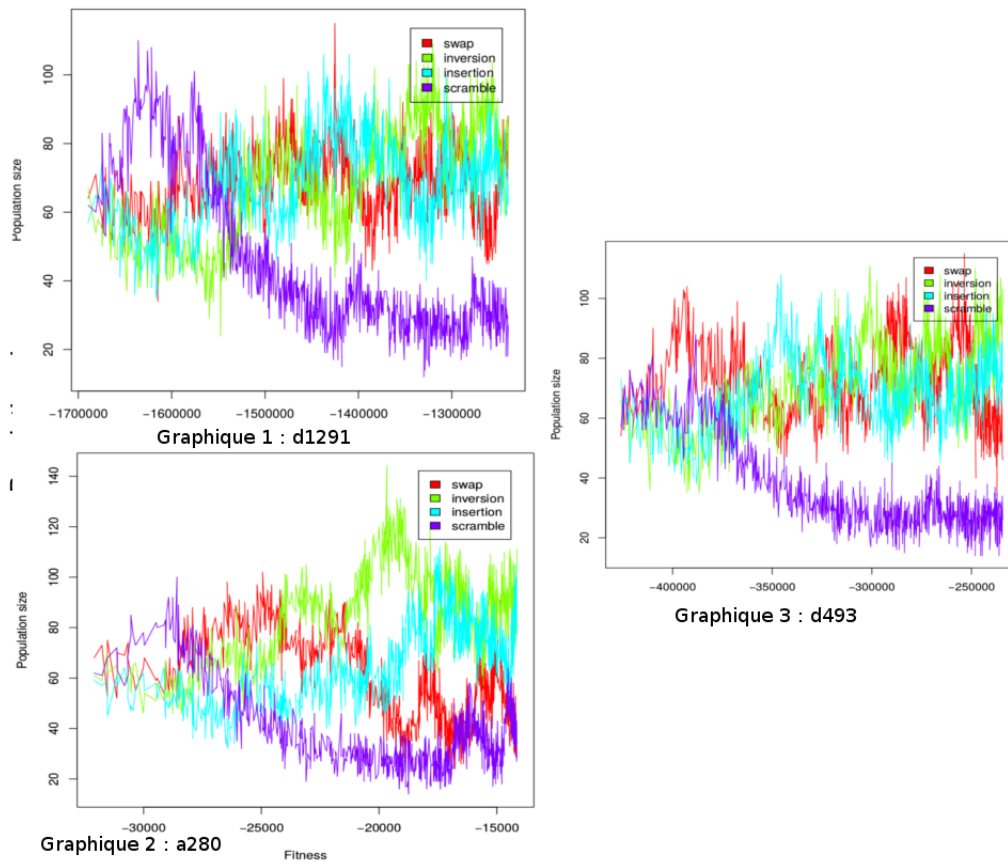 swap
inversion
insertion
scramble
Population size
20
40
60
80
100
−1700000 −1600000 −1500000 −1400000 −1300000
Graphique 1 : d1291
swap
inversion
insertion
scramble
Population size
20
40
60
80
100
120
140
−30000 −25000 −20000 −15000
Graphique 2 : a280
Fitness
swap
inversion
insertion
scramble
Population size
20
40
60
80
100
−400000 −350000 −300000 −250000
Graphique 3 : d493